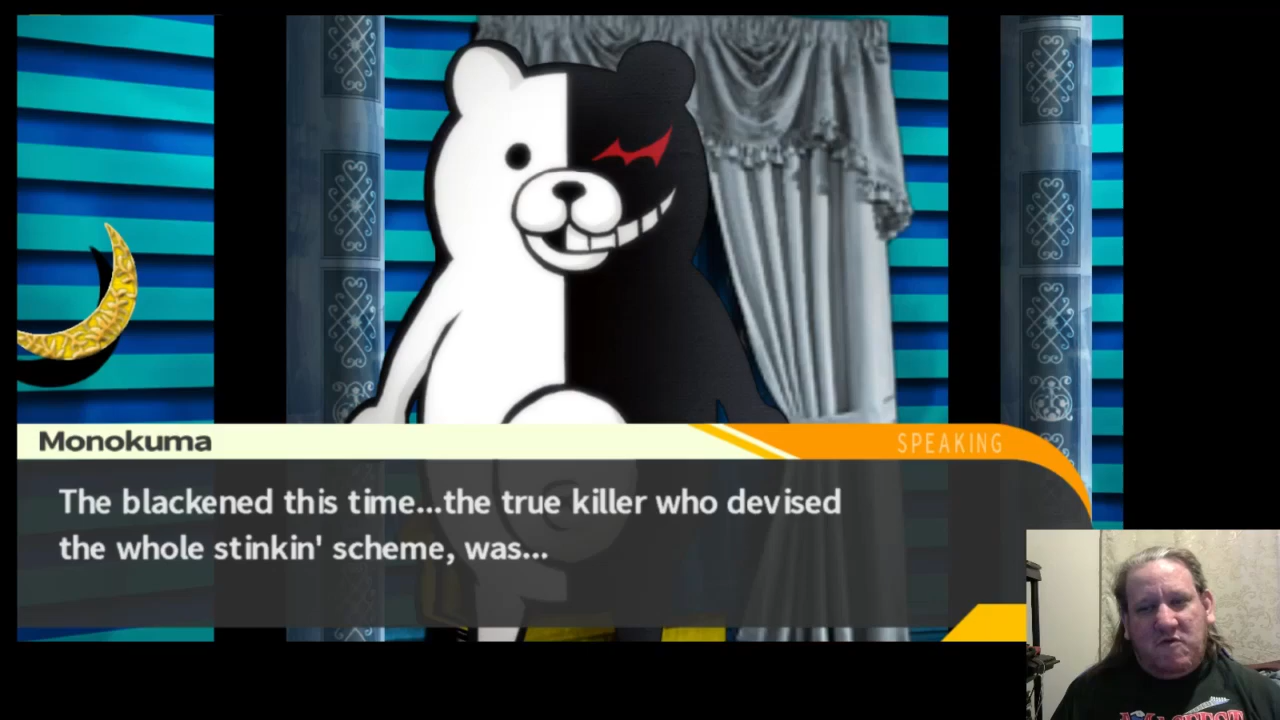 Monokuma
SPEAKING
The blackened this time...the true killer who devised
the whole stinkin' scheme, was...